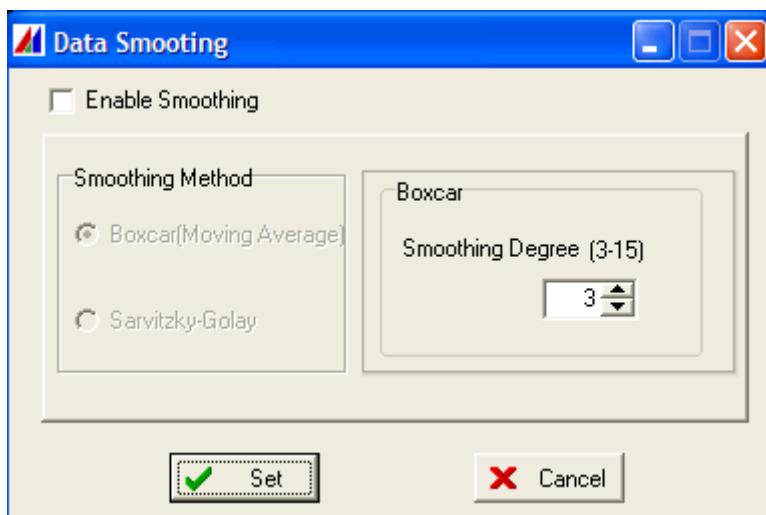 Data Smooting
Enable Smoothing
Smoothing Method
Boxcar(Moving Average)
Sarvitzky-Golay
Boxcar
Smoothing Degree (3-15)
3
Set
Cancel